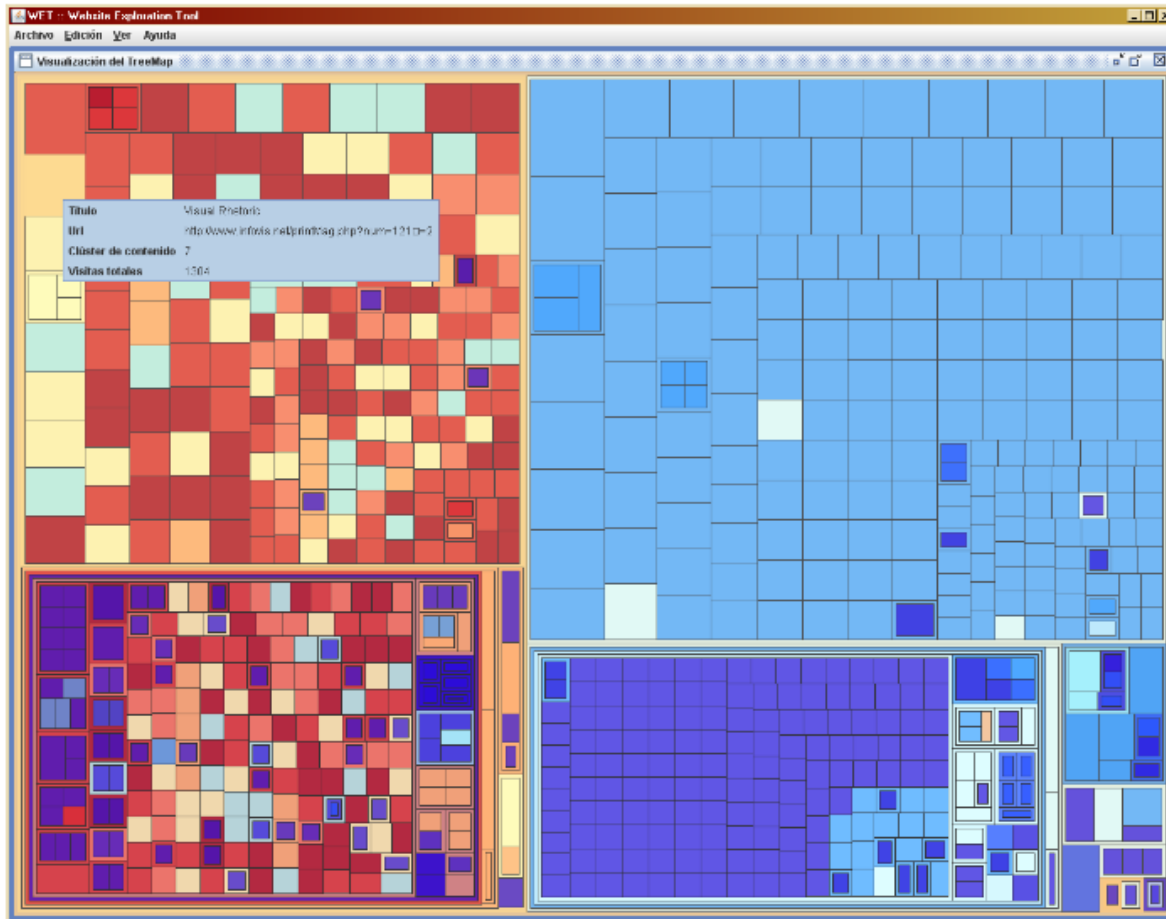 WET :: Website Exploration Tool
Archivo Edición Ver Ayuda
Visualización del TreeMap
Título Visual Rhetoric
Url
Clúster de contenido 7
Visitas totales 1304